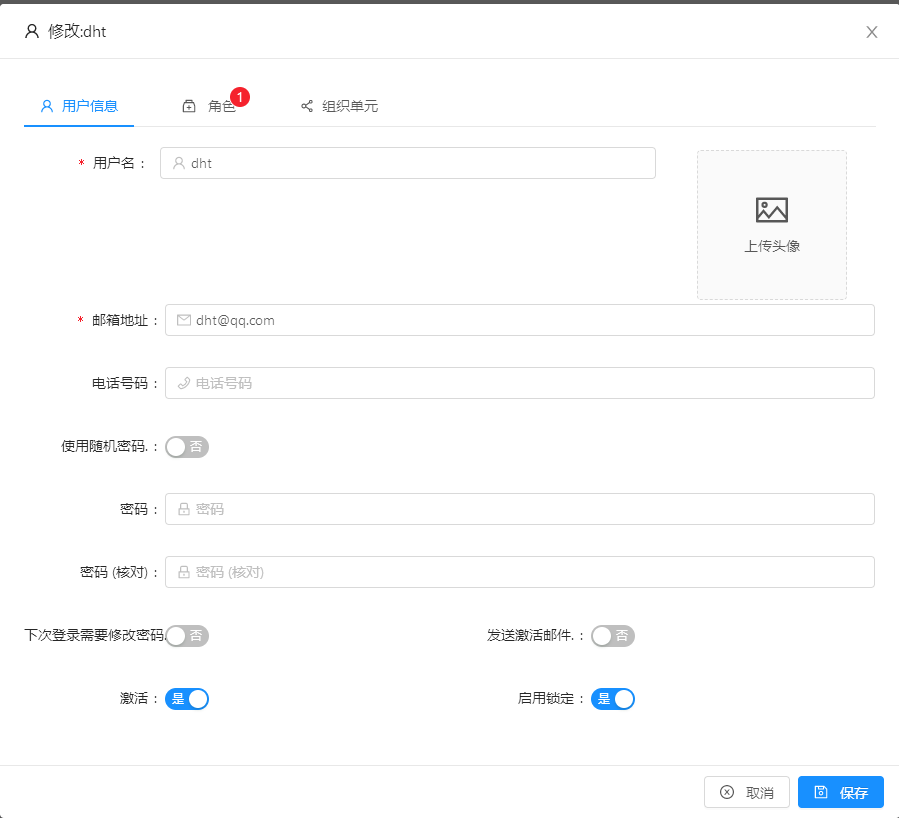 修改:dht
用户信息 角色 1 组织单元
* 用户名 : dht
上传头像
* 邮箱地址 : dht@qq.com
电话号码 : 电话号码
使用随机密码. : 否
密码 : 密码
密码 (核对) : 密码 (核对)
下次登录需要修改密码. 否 发送激活邮件. : 否
激活 : 是 启用锁定 : 是
取消 保存